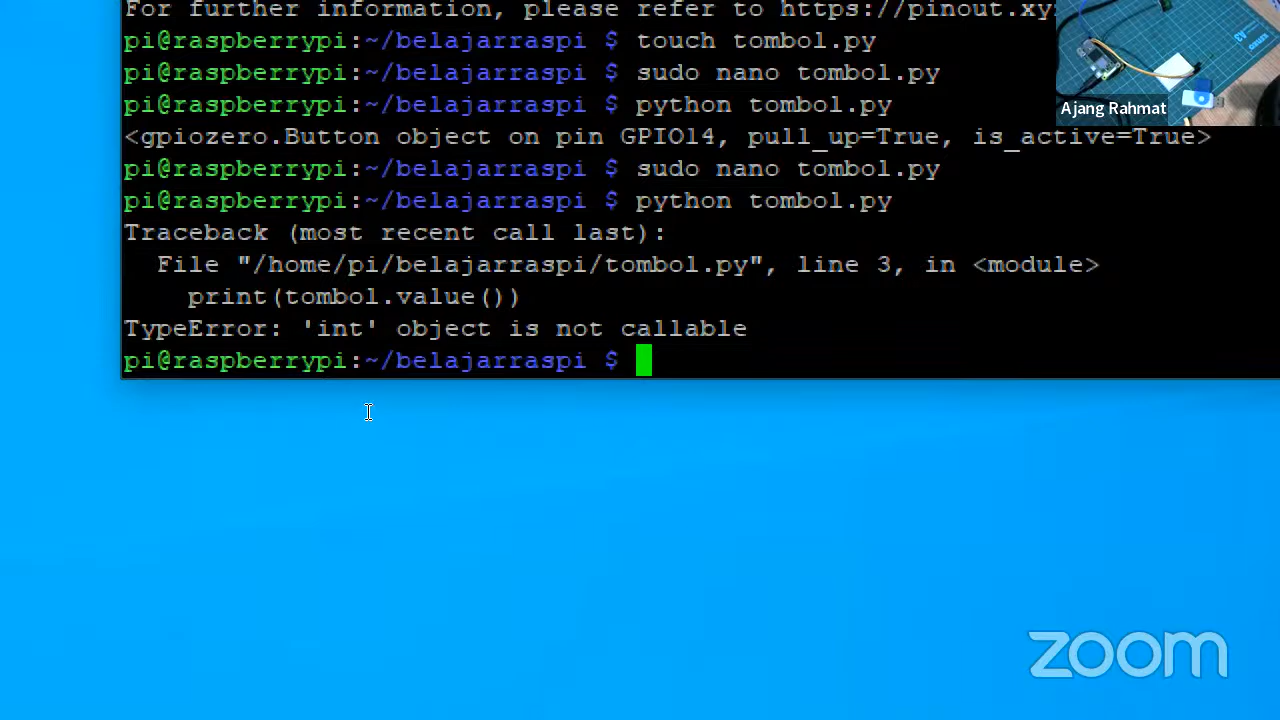 For further information, please refer to https://pinout.xy
pi@raspberrypi:~/belajarraspi $ touch tombol.py
pi@raspberrypi:~/belajarraspi $ sudo nano tombol.py
pi@raspberrypi:~/belajarraspi $ python tombol.py
Ajang Rahmat
<gpiozero.Button object on pin GPIO14, pull_up=True, is_active=True>
pi@raspberrypi:~/belajarraspi $ sudo nano tombol.py
pi@raspberrypi:~/belajarraspi $ python tombol.py
Traceback (most recent call last):
File "/home/pi/belajarraspi/tombol.py", line 3, in <module>
print(tombol.value())
TypeError: 'int' object is not callable
pi@raspberrypi:~/belajarraspi $
zoom